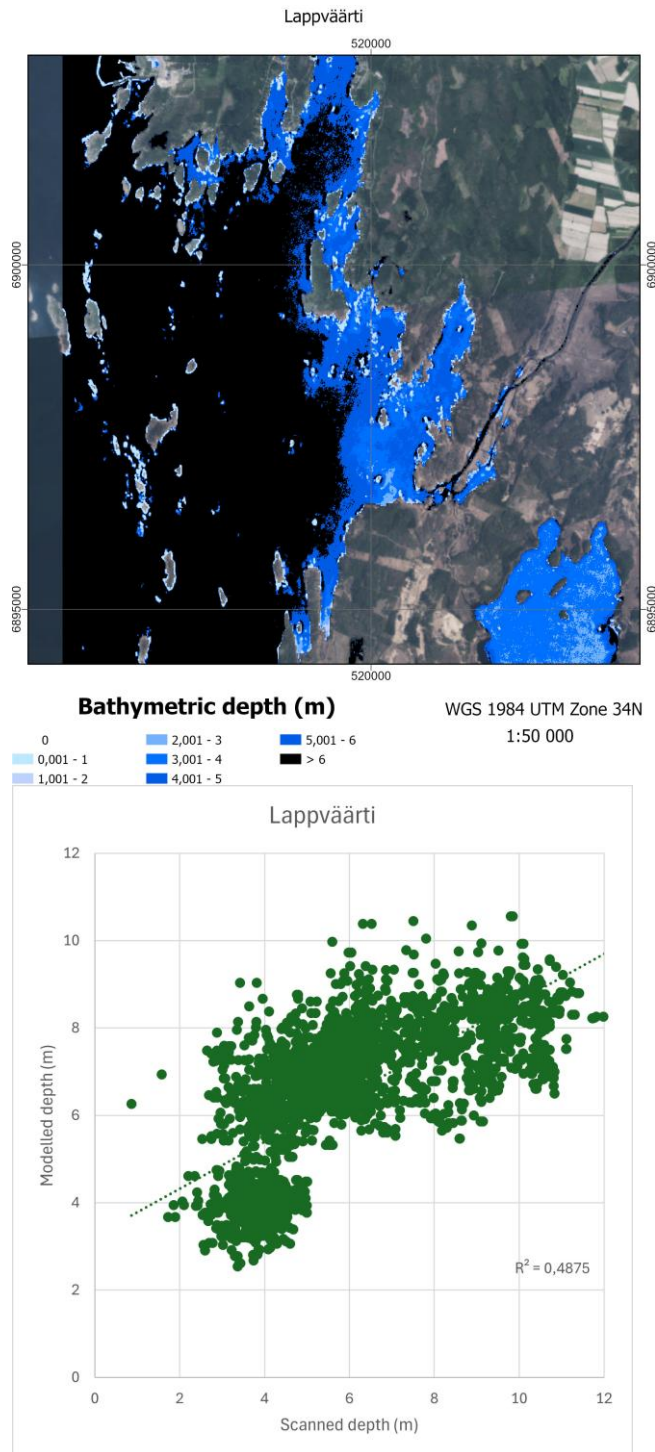 Lappväärti
520000
6900000
6900000
6895000
6895000
520000
Bathymetric depth (m)
WGS 1984 UTM Zone 34N
1:50 000
0
0,001 - 1
1,001 - 2
2,001 - 3
3,001 - 4
4,001 - 5
5,001 - 6
> 6
Lappväärti
12
10
8
6
4
2
0
Modelled depth (m)
R² = 0,4875
0 2 4 6 8 10 12
Scanned depth (m)